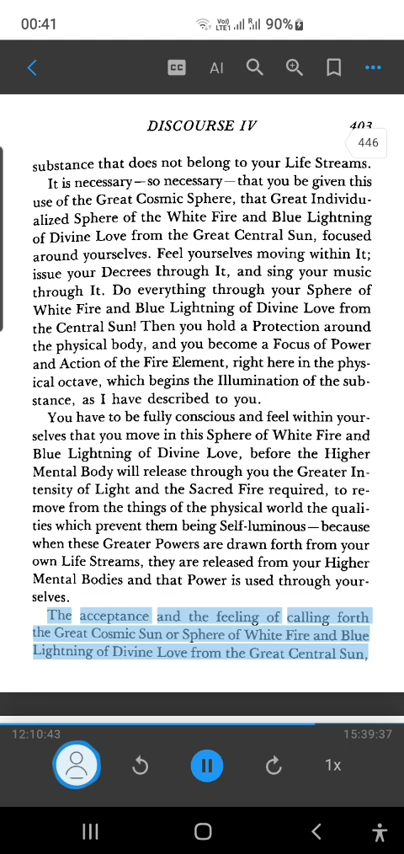 00:41
Vo) LTE1 R 90%
CC AI
DISCOURSE IV 403
446
substance that does not belong to your Life Streams.
It is necessary—so necessary—that you be given this
use of the Great Cosmic Sphere, that Great Individu-
alized Sphere of the White Fire and Blue Lightning
of Divine Love from the Great Central Sun, focused
around yourselves. Feel yourselves moving within It;
issue your Decrees through It, and sing your music
through It. Do everything through your Sphere of
White Fire and Blue Lightning of Divine Love from
the Central Sun! Then you hold a Protection around
the physical body, and you become a Focus of Power
and Action of the Fire Element, right here in the phys-
ical octave, which begins the Illumination of the sub-
stance, as I have described to you.
You have to be fully conscious and feel within your-
selves that you move in this Sphere of White Fire and
Blue Lightning of Divine Love, before the Higher
Mental Body will release through you the Greater In-
tensity of Light and the Sacred Fire required, to re-
move from the things of the physical world the quali-
ties which prevent them being Self-luminous—because
when these Greater Powers are drawn forth from your
own Life Streams, they are released from your Higher
Mental Bodies and that Power is used through your-
selves.
The acceptance and the feeling of calling forth
the Great Cosmic Sun or Sphere of White Fire and Blue
Lightning of Divine Love from the Great Central Sun,
12:10:43 15:39:37
1x